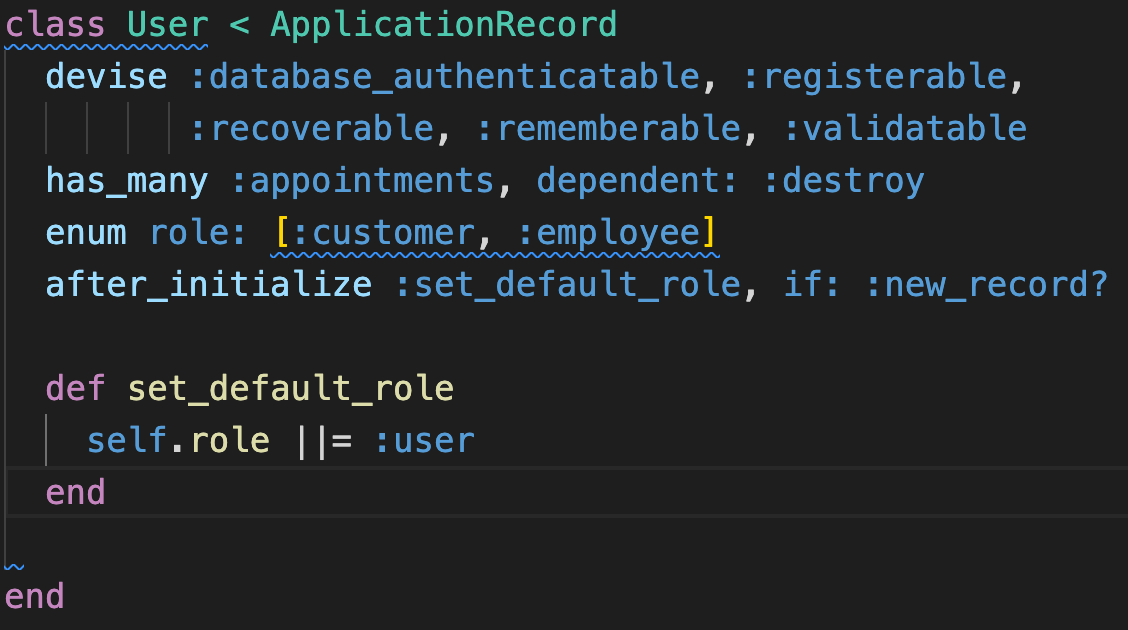 class User < ApplicationRecord
  devise :database_authenticatable, :registerable,
         :recoverable, :rememberable, :validatable
  has_many :appointments, dependent: :destroy
  enum role: [:customer, :employee]
  after_initialize :set_default_role, if: :new_record?

  def set_default_role
    self.role ||= :user
  end

end